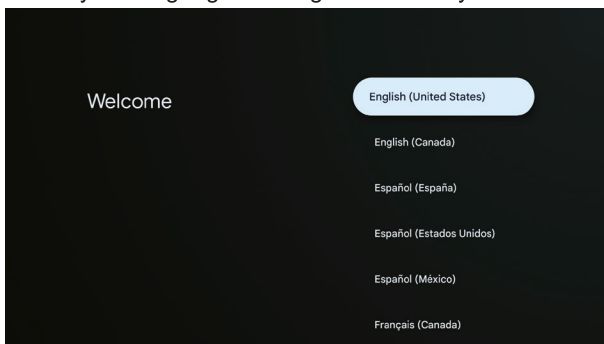 Welcome
English (United States)
English (Canada)
Español (España)
Español (Estados Unidos)
Español (México)
Français (Canada)